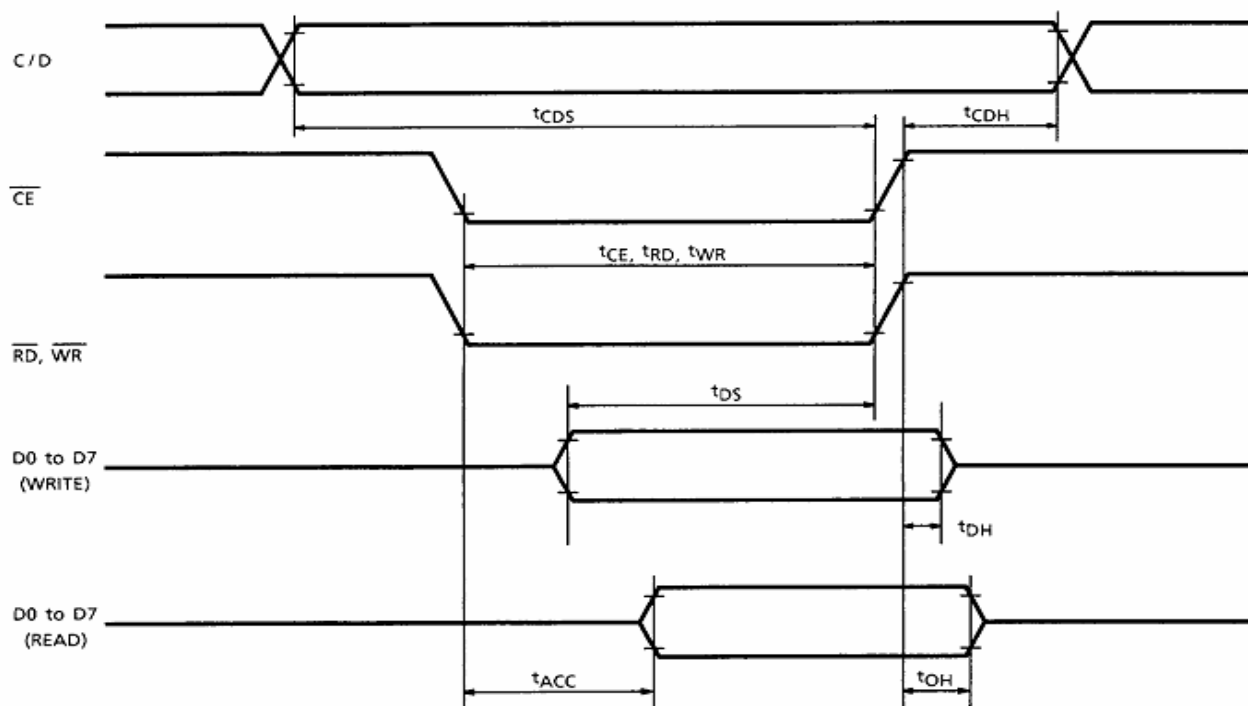 C/D
tCDS
tCDH
CE
tCE, tRD, tWR
RD, WR
tDS
D0 to D7
(WRITE)
tDH
D0 to D7
(READ)
tACC
tOH